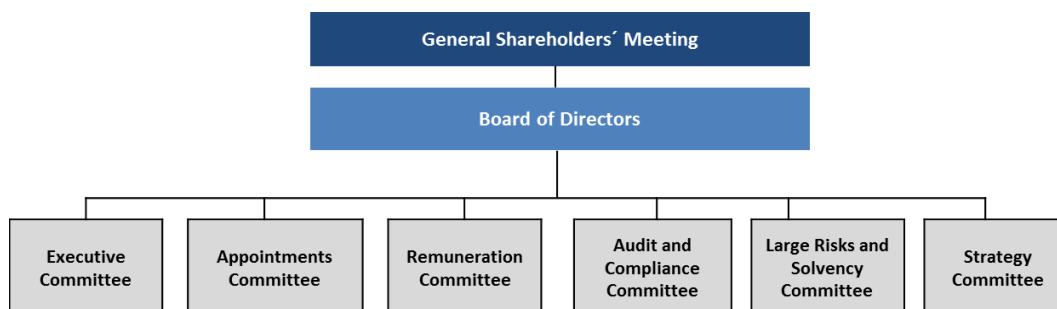 General Shareholders´ Meeting
Board of Directors
Executive
Committee
Appointments
Committee
Remuneration
Committee
Audit and
Compliance
Committee
Large Risks and
Solvency
Committee
Strategy
Committee